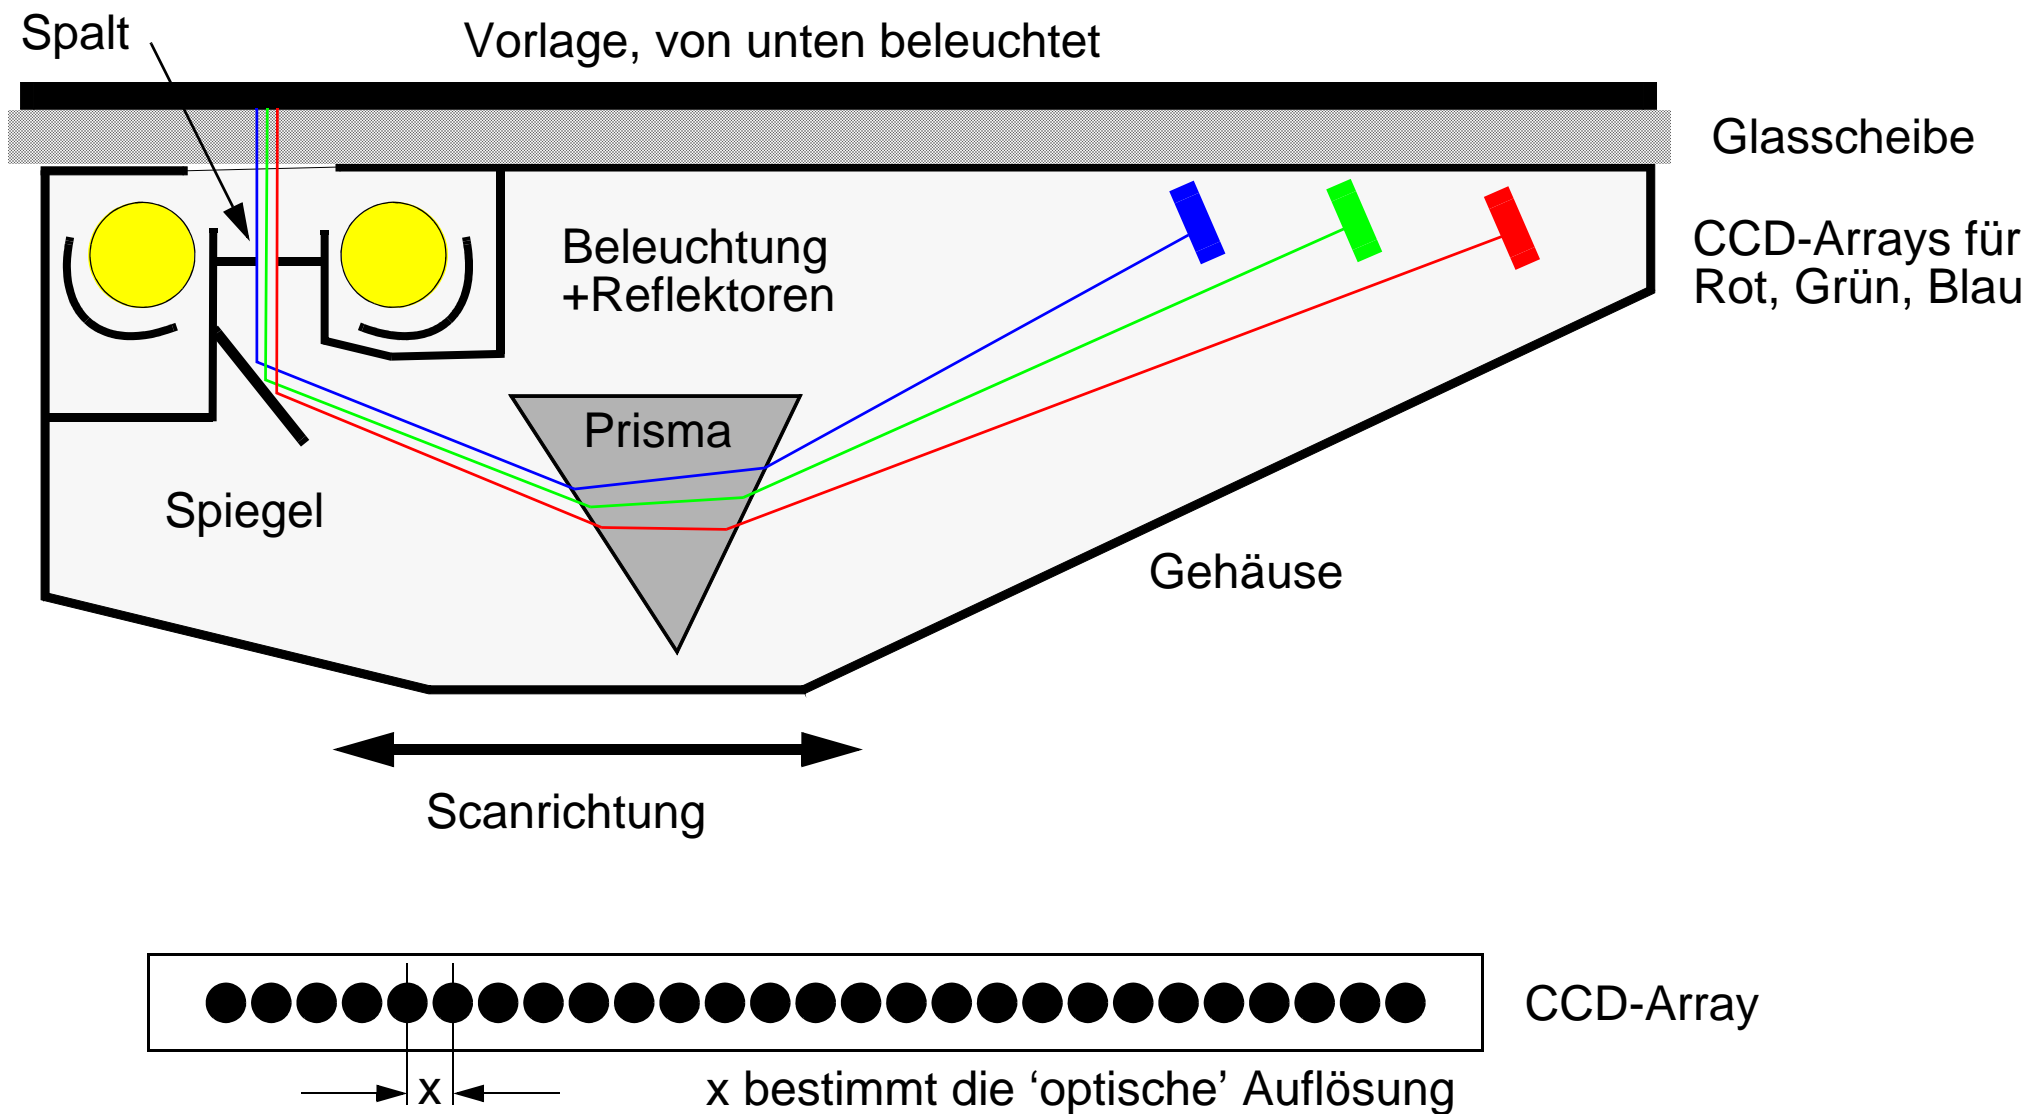 Spalt
Vorlage, von unten beleuchtet
Glasscheibe
Beleuchtung
+Reflektoren
CCD-Arrays für
Rot, Grün, Blau
Prisma
Spiegel
Gehäuse
Scanrichtung
CCD-Array
x
x bestimmt die ‘optische’ Auflösung